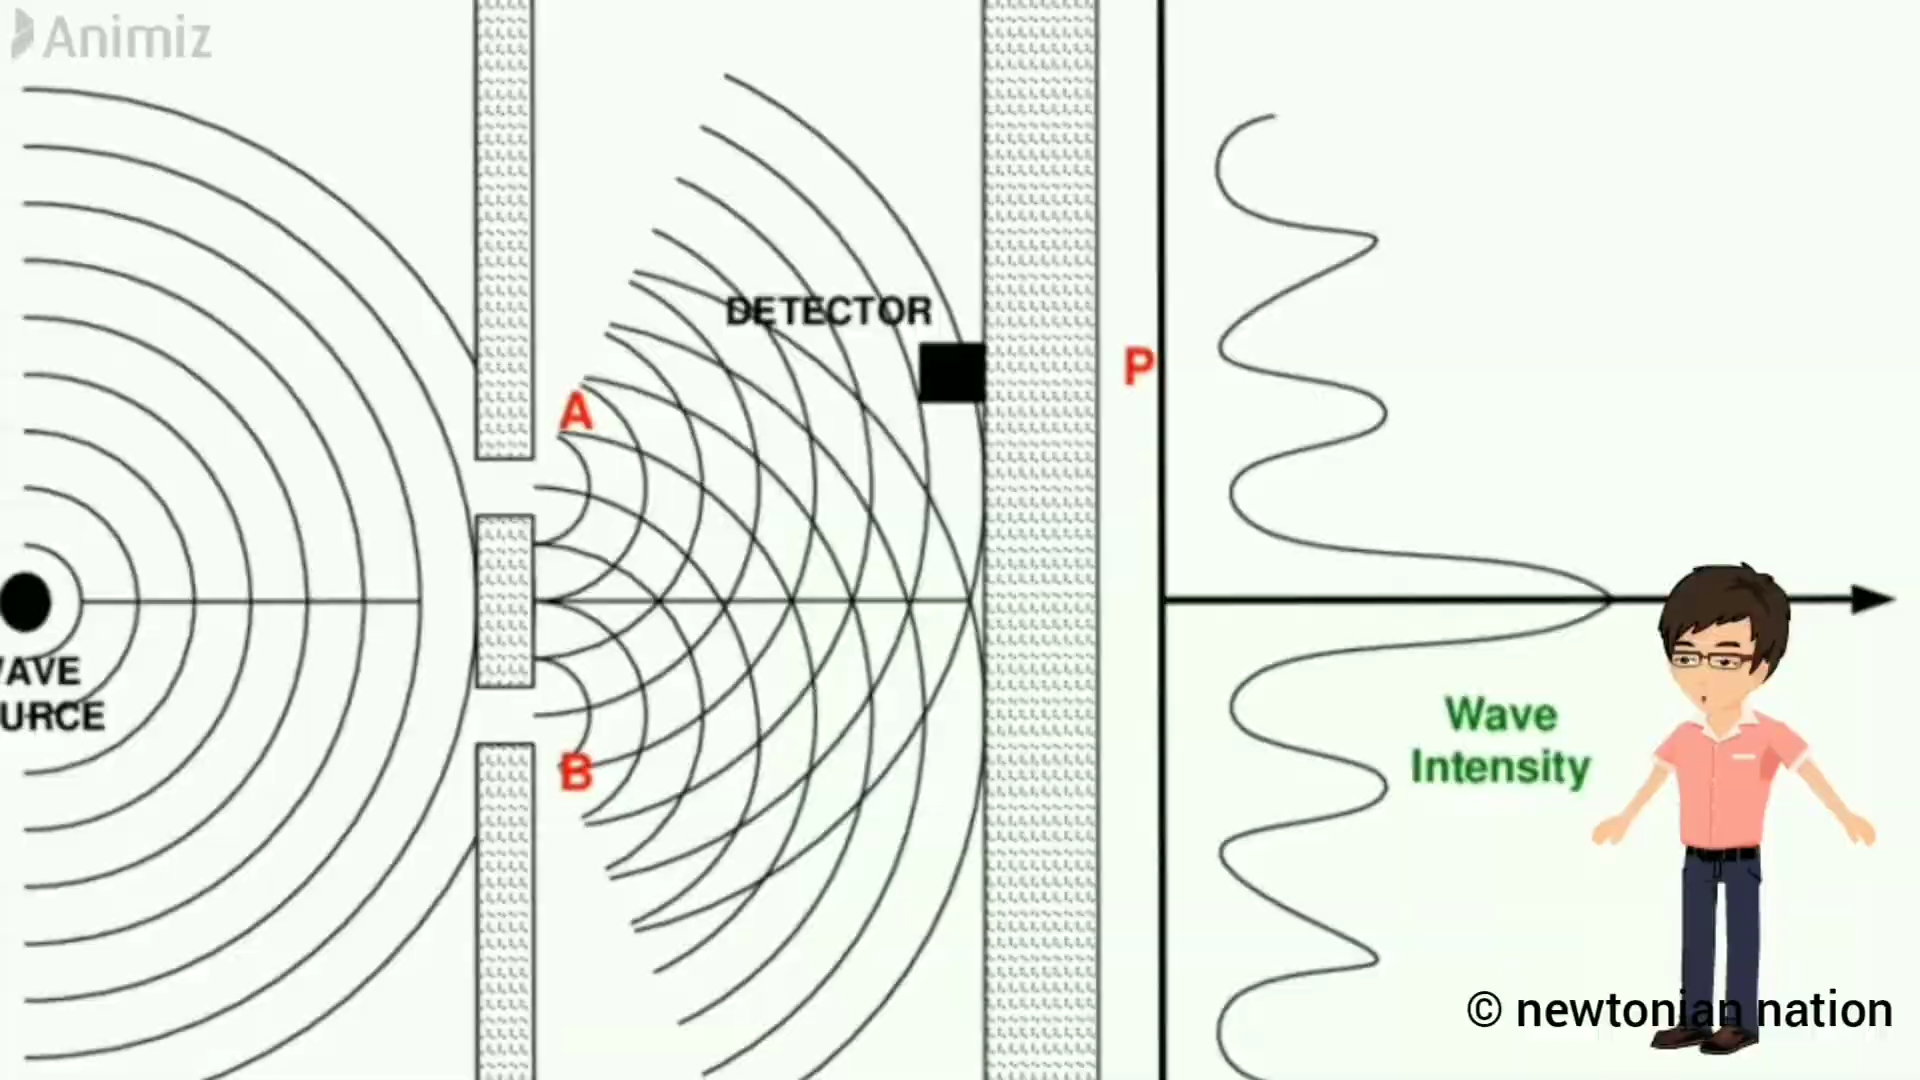 Animiz
DETECTOR
P
A
AVE
URCE
B
Wave
Intensity
© newtonian nation